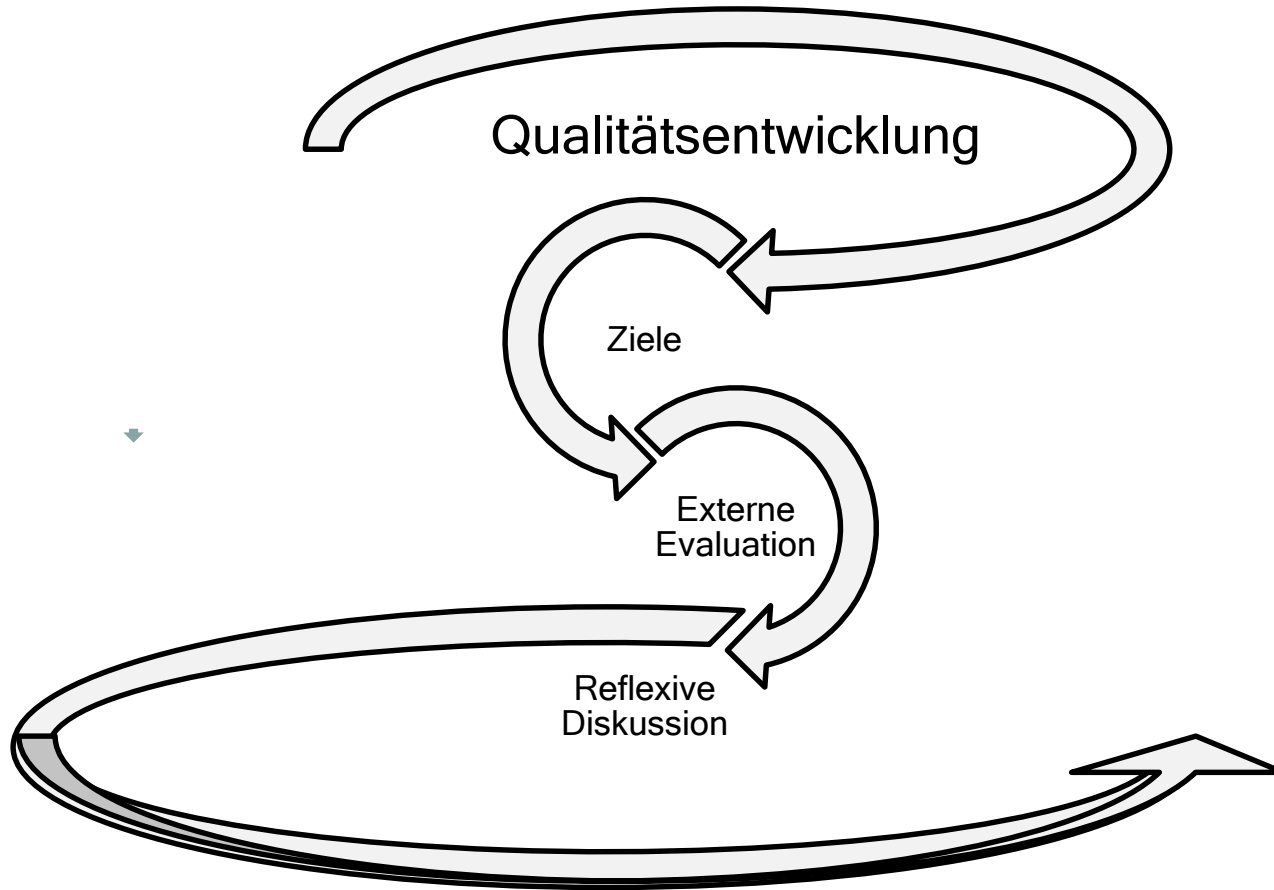 Qualitätsentwicklung
Ziele
Externe
Evaluation
Reflexive
Diskussion